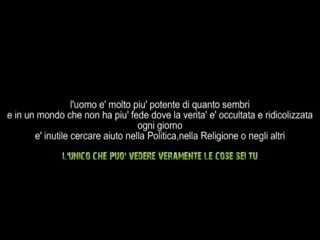 l'uomo e' molto piu' potente di quanto sembri
e in un mondo che non ha piu' fede dove la verita' e' occultata e ridicolizzata
ogni giorno
e' inutile cercare aiuto nella Politica,nella Religione o negli altri
L'UNICO CHE PUO' VEDERE VERAMENTE LE COSE SEI TU